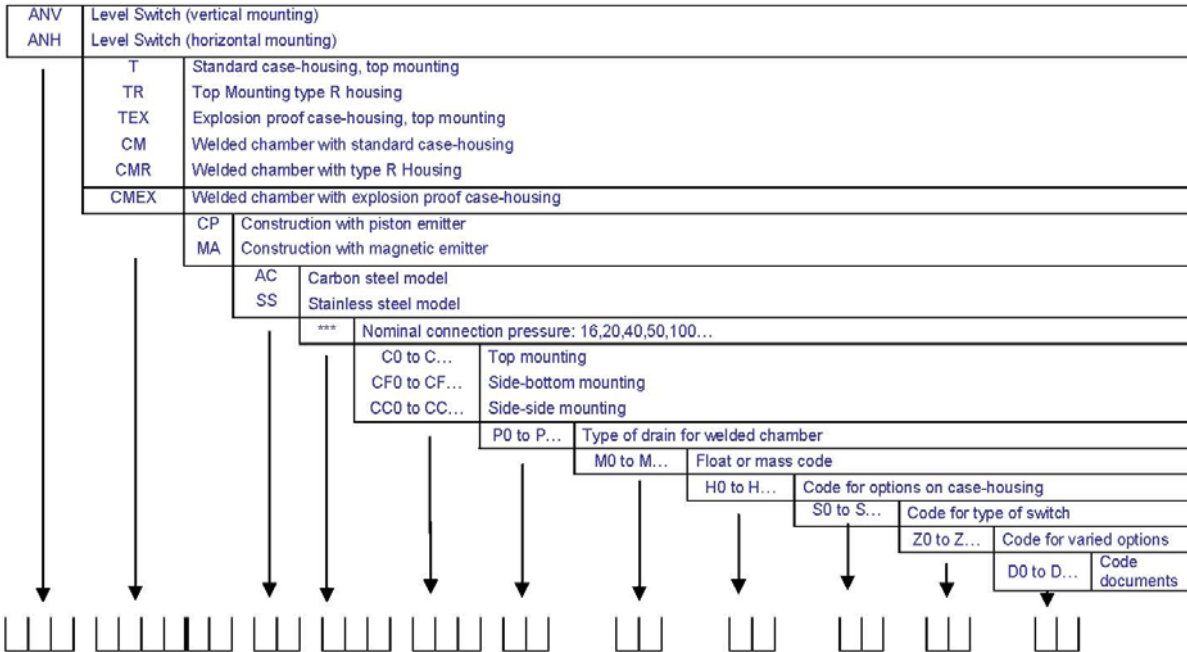 ANV Level Switch (vertical mounting)
ANH Level Switch (horizontal mounting)
T Standard case-housing, top mounting
TR Top Mounting type R housing
TEX Explosion proof case-housing, top mounting
CM Welded chamber with standard case-housing
CMR Welded chamber with type R Housing
CMEX Welded chamber with explosion proof case-housing
CP Construction with piston emitter
MA Construction with magnetic emitter
AC Carbon steel model
SS Stainless steel model
*** Nominal connection pressure: 16,20,40,50,100…
C0 to C… Top mounting
CF0 to CF… Side-bottom mounting
CC0 to CC… Side-side mounting
P0 to P… Type of drain for welded chamber
M0 to M… Float or mass code
H0 to H… Code for options on case-housing
S0 to S… Code for type of switch
Z0 to Z… Code for varied options
D0 to D… Code
documents